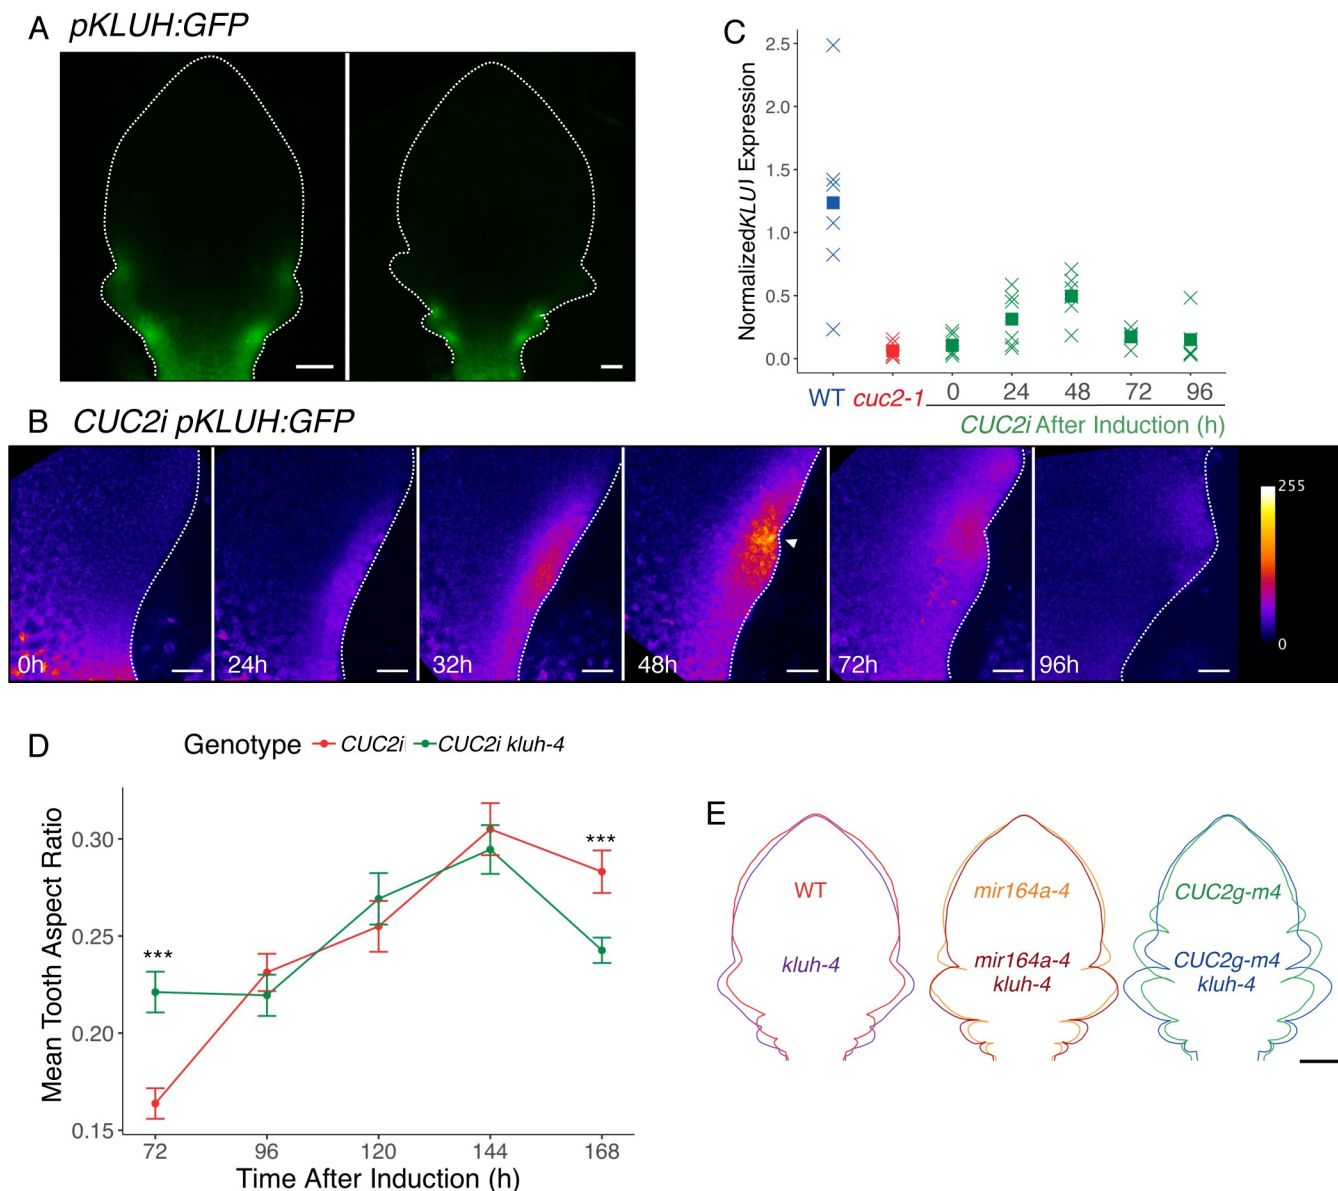 A pKLUH:GFP
C
Normalized KLU) Expression
2.5
2.0
1.5
1.0
0.5
0.0
WT cuc2-1 0 24 48 72 96
CUC2i After Induction (h)
B CUC2i pKLUH:GFP
0h 24h 32h 48h 72h 96h
255
0
D
Genotype CUC2i CUC2i kluh-4
Mean Tooth Aspect Ratio
0.30
0.25
0.20
0.15
***
***
72 96 120 144 168
Time After Induction (h)
E
WT
kluh-4
mir164a-4
mir164a-4
kluh-4
CUC2g-m4
CUC2g-m4
kluh-4